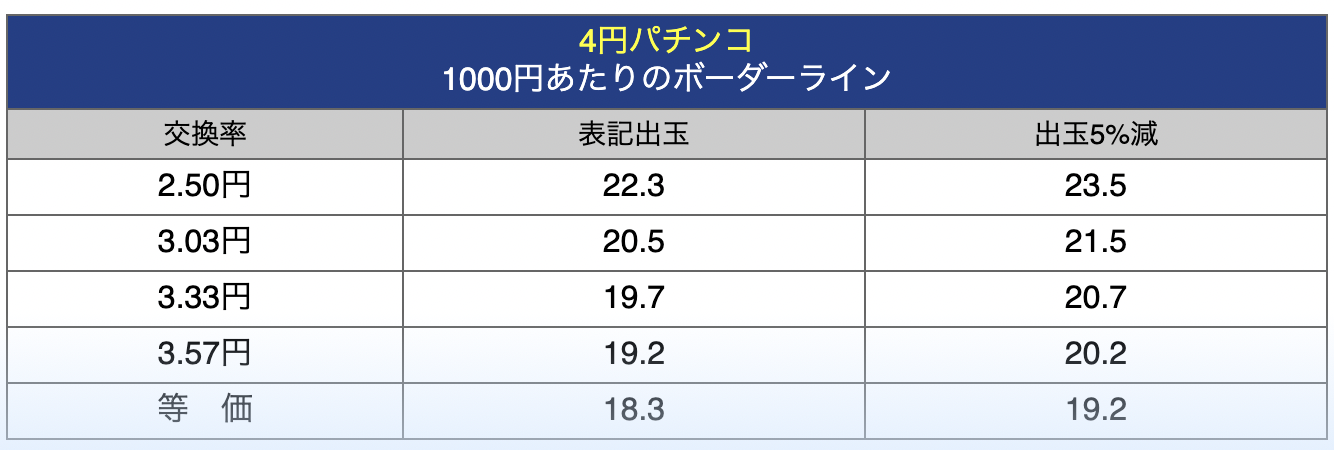 4円パチンコ
1000円あたりのボーダーライン
交換率 表記出玉 出玉5%減
2.50円 22.3 23.5
3.03円 20.5 21.5
3.33円 19.7 20.7
3.57円 19.2 20.2
等　価 18.3 19.2